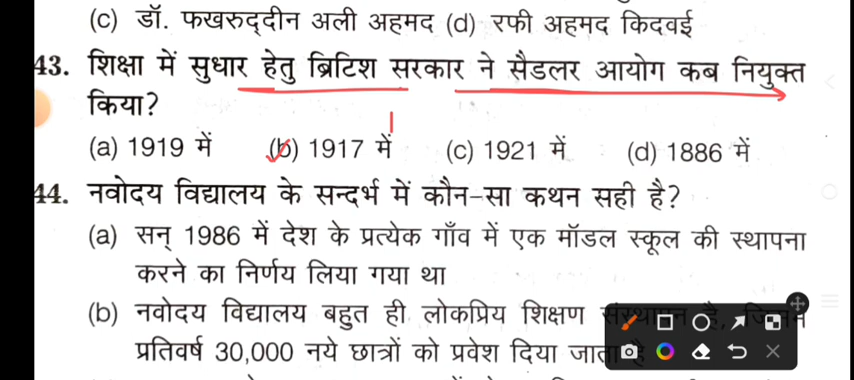 (c) डॉ. फखरुद्दीन अली अहमद (d) रफी अहमद किदवई
43. शिक्षा में सुधार हेतु ब्रिटिश सरकार ने सैडलर आयोग कब नियुक्त
किया?
(a) 1919 में (b) 1917 में (c) 1921 में (d) 1886 में
44. नवोदय विद्यालय के सन्दर्भ में कौन-सा कथन सही है?
(a) सन् 1986 में देश के प्रत्येक गाँव में एक मॉडल स्कूल की स्थापना
करने का निर्णय लिया गया था
(b) नवोदय विद्यालय बहुत ही लोकप्रिय शिक्षण संस्थापन है, जिसमें
प्रतिवर्ष 30,000 नये छात्रों को प्रवेश दिया जाता है